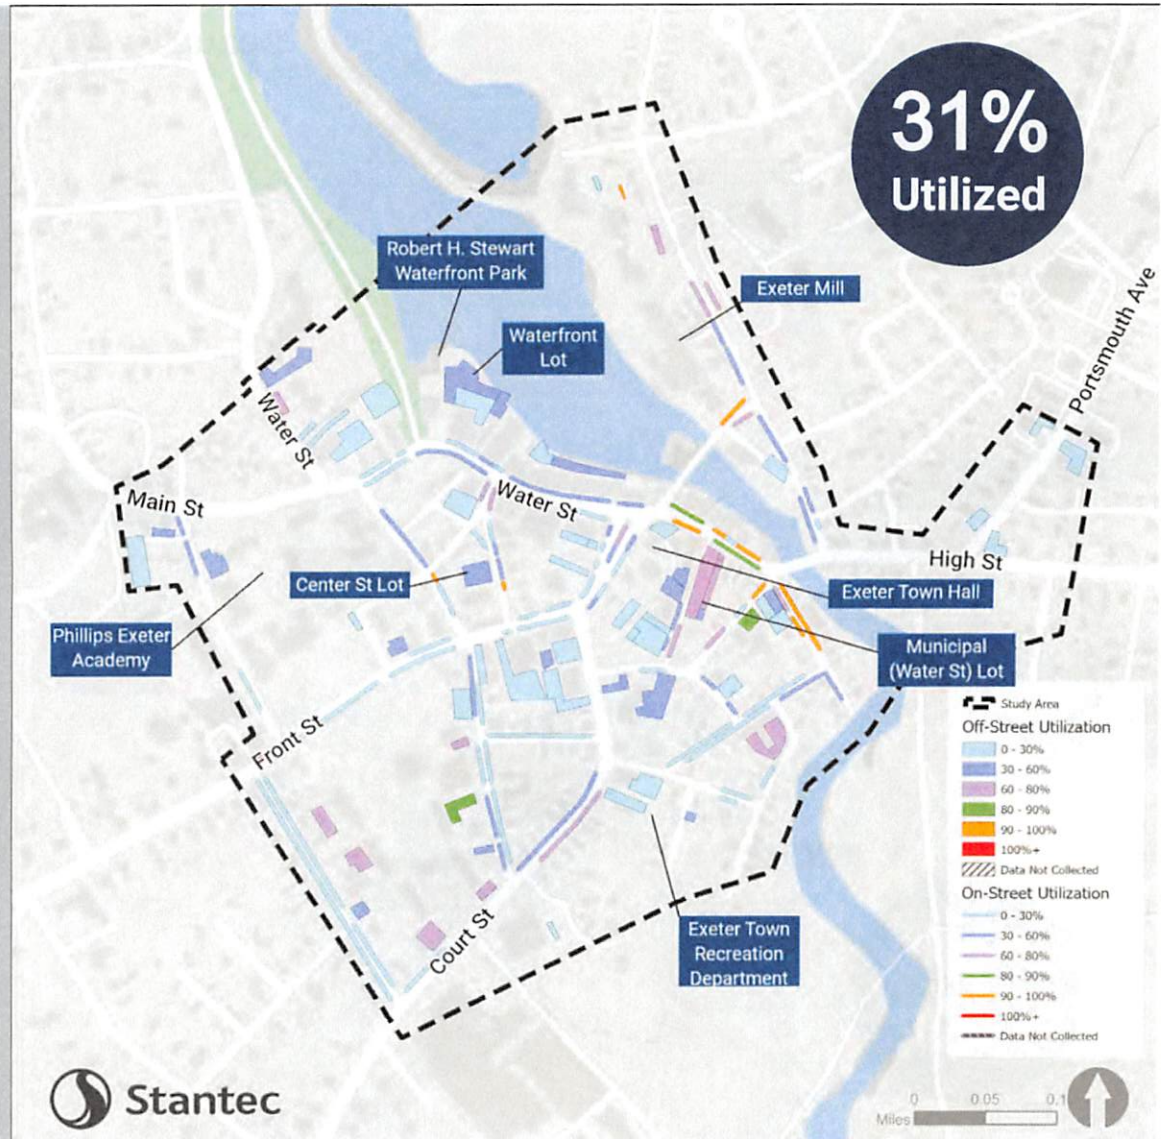 31%
Utilized
Robert H. Stewart
Waterfront Park
Exeter Mill
Waterfront
Lot
Portsmouth Ave
Water St
Main St
Water St
High St
Center St Lot
Exeter Town Hall
Phillips Exeter
Academy
Municipal
(Water St) Lot
Front St
Court St
Exeter Town
Recreation
Department
Study Area
Off-Street Utilization
0 - 30%
30 - 60%
60 - 80%
80 - 90%
90 - 100%
100%+
Data Not Collected
On-Street Utilization
0 - 30%
30 - 60%
60 - 80%
80 - 90%
90 - 100%
100%+
Data Not Collected
Stantec
0 0.05 0.1
Miles